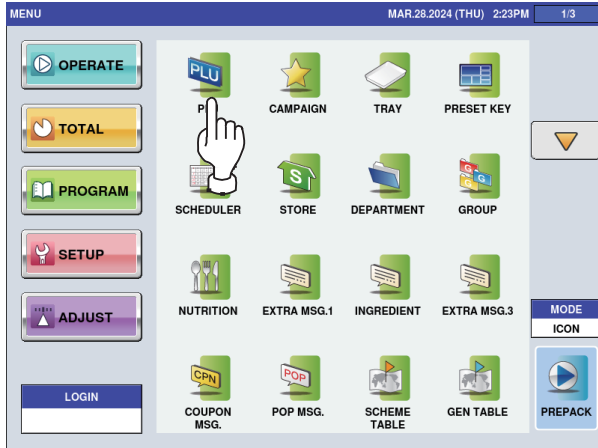 MENU
MAR.28.2024 (THU) 2:23PM
1/3
OPERATE
TOTAL
PROGRAM
SETUP
ADJUST
LOGIN
PLU
CAMPAIGN
TRAY
PRESET KEY
SCHEDULER
S
STORE
DEPARTMENT
G
G
G
GROUP
NUTRITION
EXTRA MSG.1
INGREDIENT
EXTRA MSG.3
CPN
COUPON
MSG.
POP
POP MSG.
SCHEME
TABLE
GEN TABLE
MODE
ICON
PREPACK